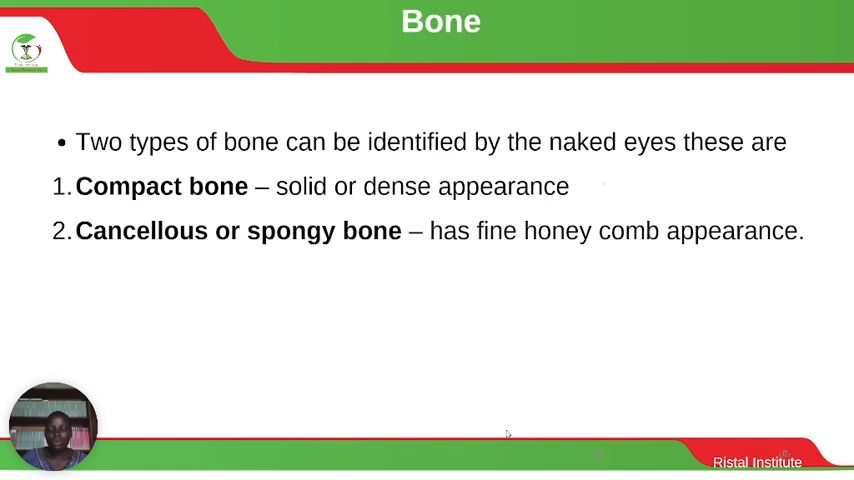 Bone
• Two types of bone can be identified by the naked eyes these are
1. Compact bone – solid or dense appearance
2. Cancellous or spongy bone – has fine honey comb appearance.
Ristal Institute